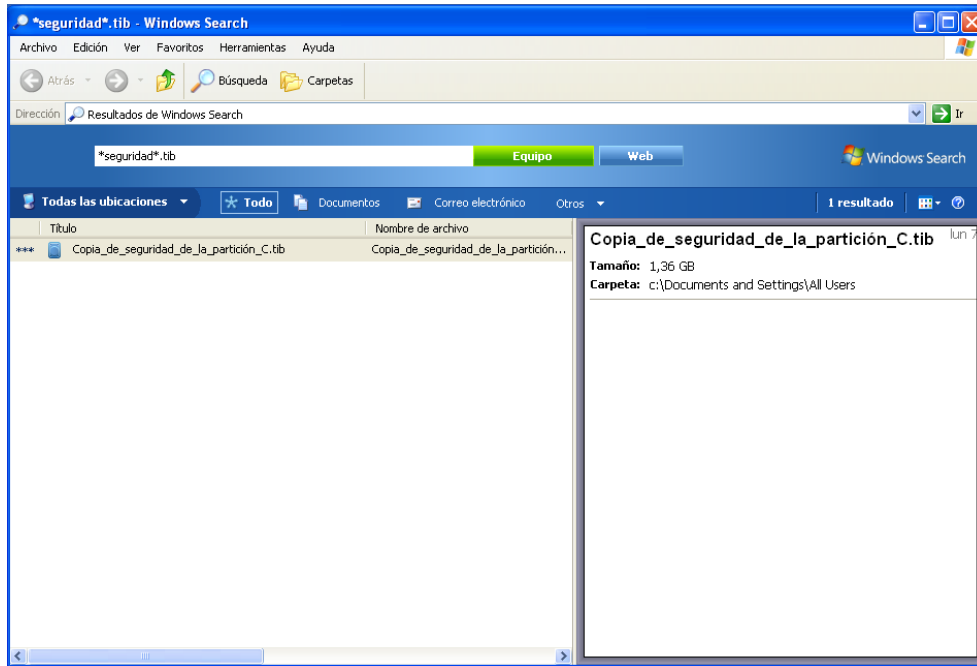 *seguridad*.tib - Windows Search
Archivo Edición Ver Favoritos Herramientas Ayuda
Atrás Búsqueda Carpetas
Dirección Resultados de Windows Search Ir
*seguridad*.tib Equipo Web Windows Search
Todas las ubicaciones Todo Documentos Correo electrónico Otros 1 resultado
Título Nombre de archivo
*** Copia_de_seguridad_de_la_partición_C.tib Copia_de_seguridad_de_la_partición...
Copia_de_seguridad_de_la_partición_C.tib lun 7
Tamaño: 1,36 GB
Carpeta: c:\Documents and Settings\All Users